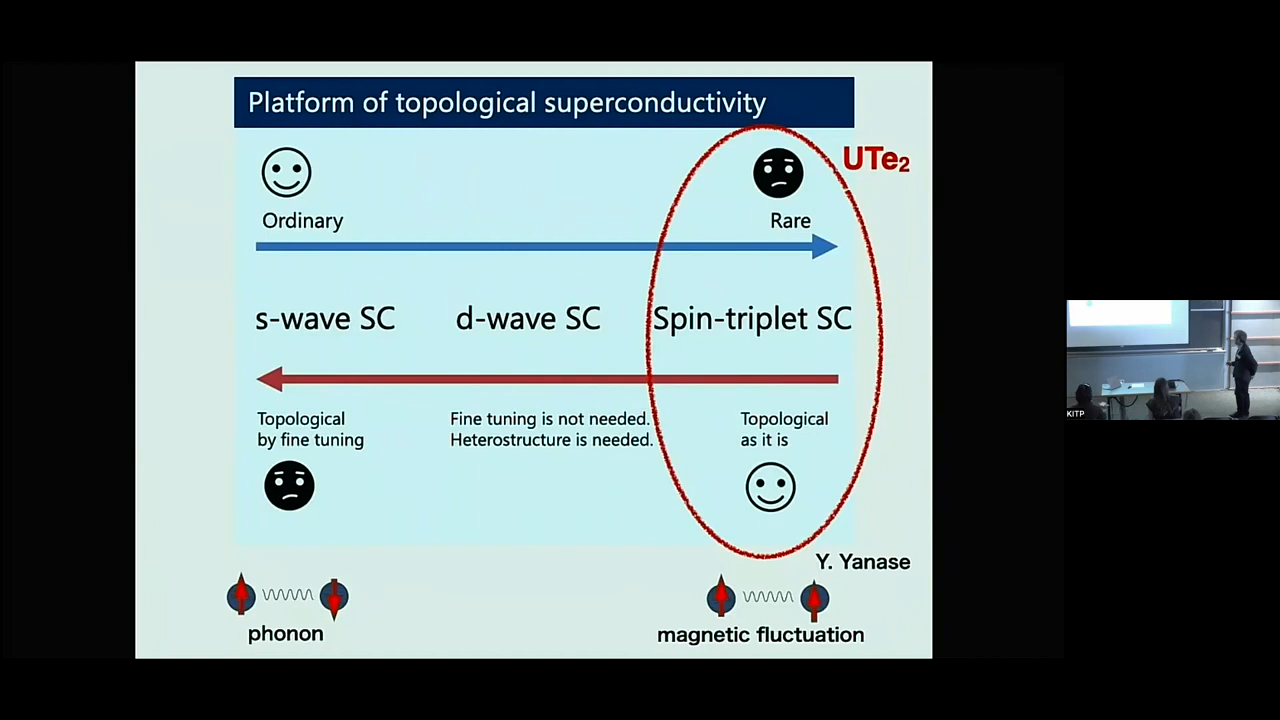 Platform of topological superconductivity
UTe₂
Ordinary
Rare
s-wave SC
d-wave SC
Spin-triplet SC
Topological
by fine tuning
Fine tuning is not needed.
Heterostructure is needed.
Topological
as it is
Y. Yanase
phonon
magnetic fluctuation
KITP